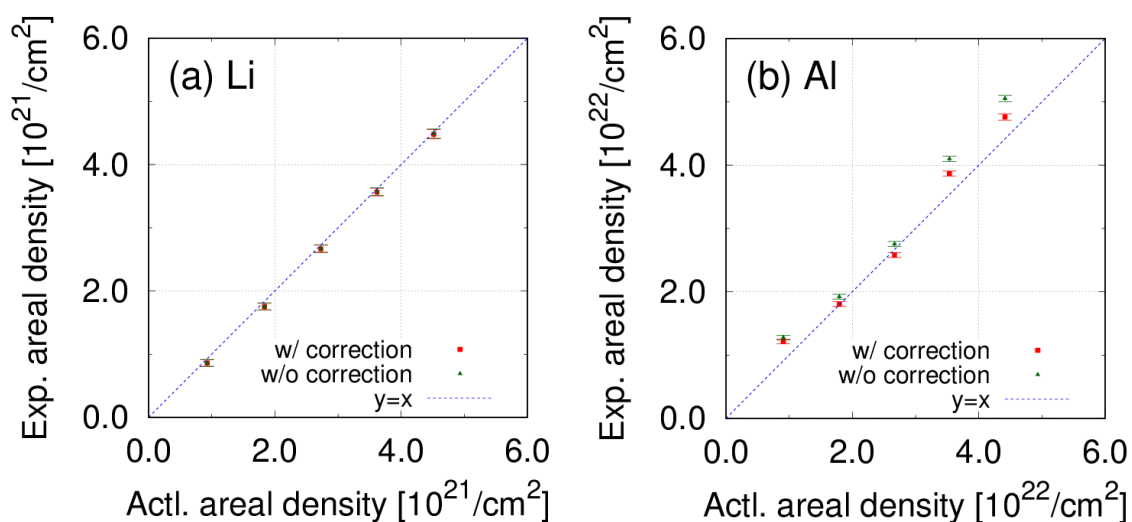 Exp. areal density [10^21/cm^2]
6.0
4.0
2.0
0.0
(a) Li
w/ correction
w/o correction
y=x
0.0 2.0 4.0 6.0
Actl. areal density [10^21/cm^2]
Exp. areal density [10^22/cm^2]
6.0
4.0
2.0
0.0
(b) Al
w/ correction
w/o correction
y=x
0.0 2.0 4.0 6.0
Actl. areal density [10^22/cm^2]